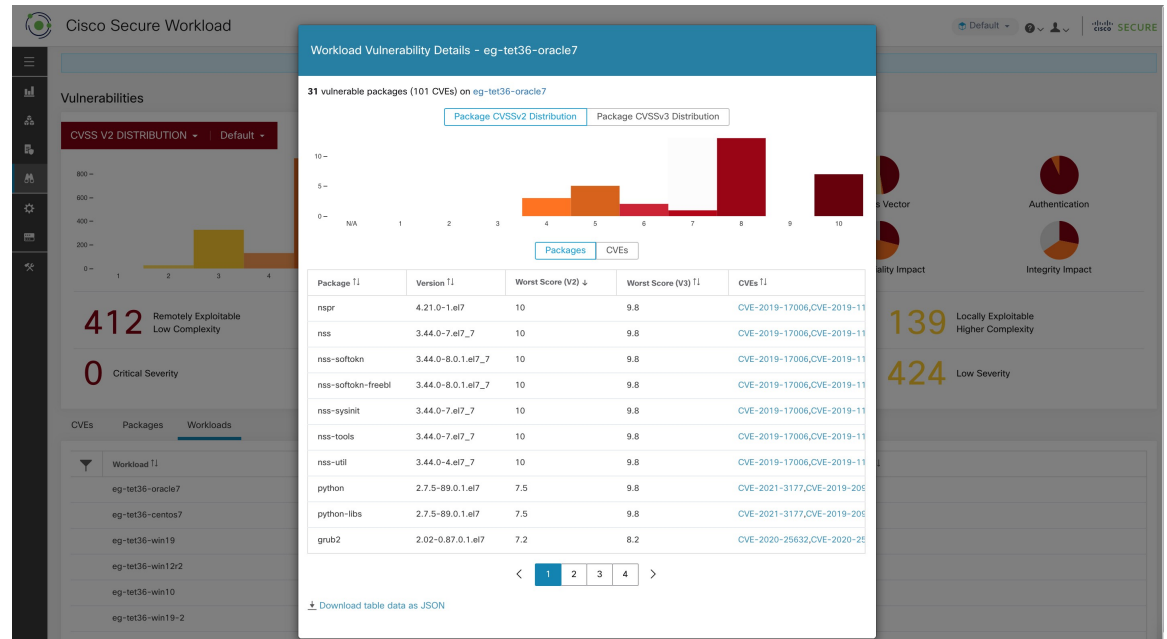 Cisco Secure Workload
Default
cisco SECURE
Workload Vulnerability Details - eg-tet36-oracle7
31 vulnerable packages (101 CVEs) on eg-tet36-oracle7
Package CVSSv2 Distribution Package CVSSv3 Distribution
10
5
0
N/A 1 2 3 4 5 6 7 8 9 10
Packages CVEs
Package Version Worst Score (V2) Worst Score (V3) CVEs
nspr 4.21.0-1.el7 10 9.8 CVE-2019-17006,CVE-2019-11
nss 3.44.0-7.el7_7 10 9.8 CVE-2019-17006,CVE-2019-11
nss-softokn 3.44.0-8.0.1.el7_7 10 9.8 CVE-2019-17006,CVE-2019-11
nss-softokn-freebl 3.44.0-8.0.1.el7_7 10 9.8 CVE-2019-17006,CVE-2019-11
nss-sysinit 3.44.0-7.el7_7 10 9.8 CVE-2019-17006,CVE-2019-11
nss-tools 3.44.0-7.el7_7 10 9.8 CVE-2019-17006,CVE-2019-11
nss-util 3.44.0-4.el7_7 10 9.8 CVE-2019-17006,CVE-2019-11
python 2.7.5-89.0.1.el7 7.5 9.8 CVE-2021-3177,CVE-2019-209
python-libs 2.7.5-89.0.1.el7 7.5 9.8 CVE-2021-3177,CVE-2019-209
grub2 2.02-0.87.0.1.el7 7.2 8.2 CVE-2020-25632,CVE-2020-25
1 2 3 4
Download table data as JSON
Vulnerabilities
CVSS V2 DISTRIBUTION Default
800
600
400
200
0
1 2 3 4
412 Remotely Exploitable
Low Complexity
0 Critical Severity
CVEs Packages Workloads
Workload
eg-tet36-oracle7
eg-tet36-centos7
eg-tet36-win19
eg-tet36-win12r2
eg-tet36-win10
eg-tet36-win19-2
s Vector Authentication
ality Impact Integrity Impact
139 Locally Exploitable
Higher Complexity
424 Low Severity